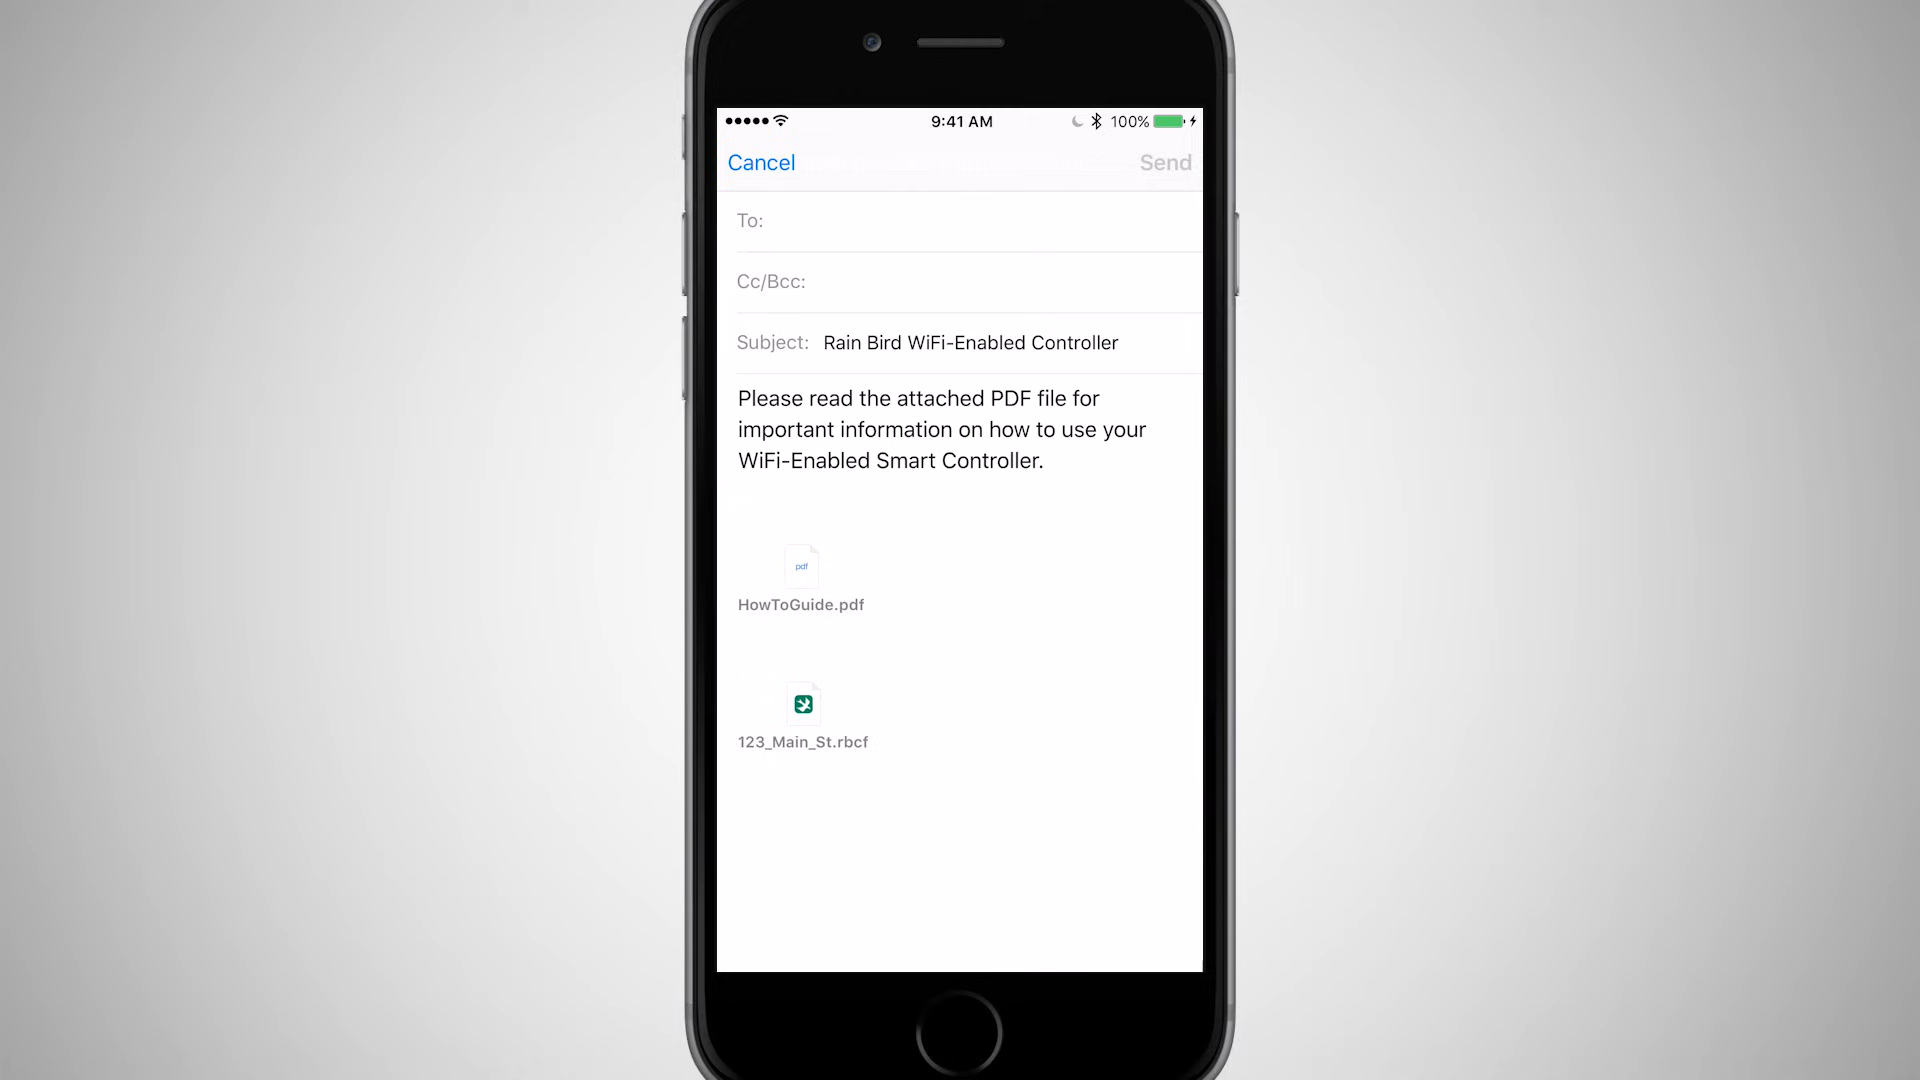 9:41 AM
100%
Cancel
Send
To:
Cc/Bcc:
Subject: Rain Bird WiFi-Enabled Controller
Please read the attached PDF file for
important information on how to use your
WiFi-Enabled Smart Controller.
pdf
HowToGuide.pdf
123_Main_St.rbcf